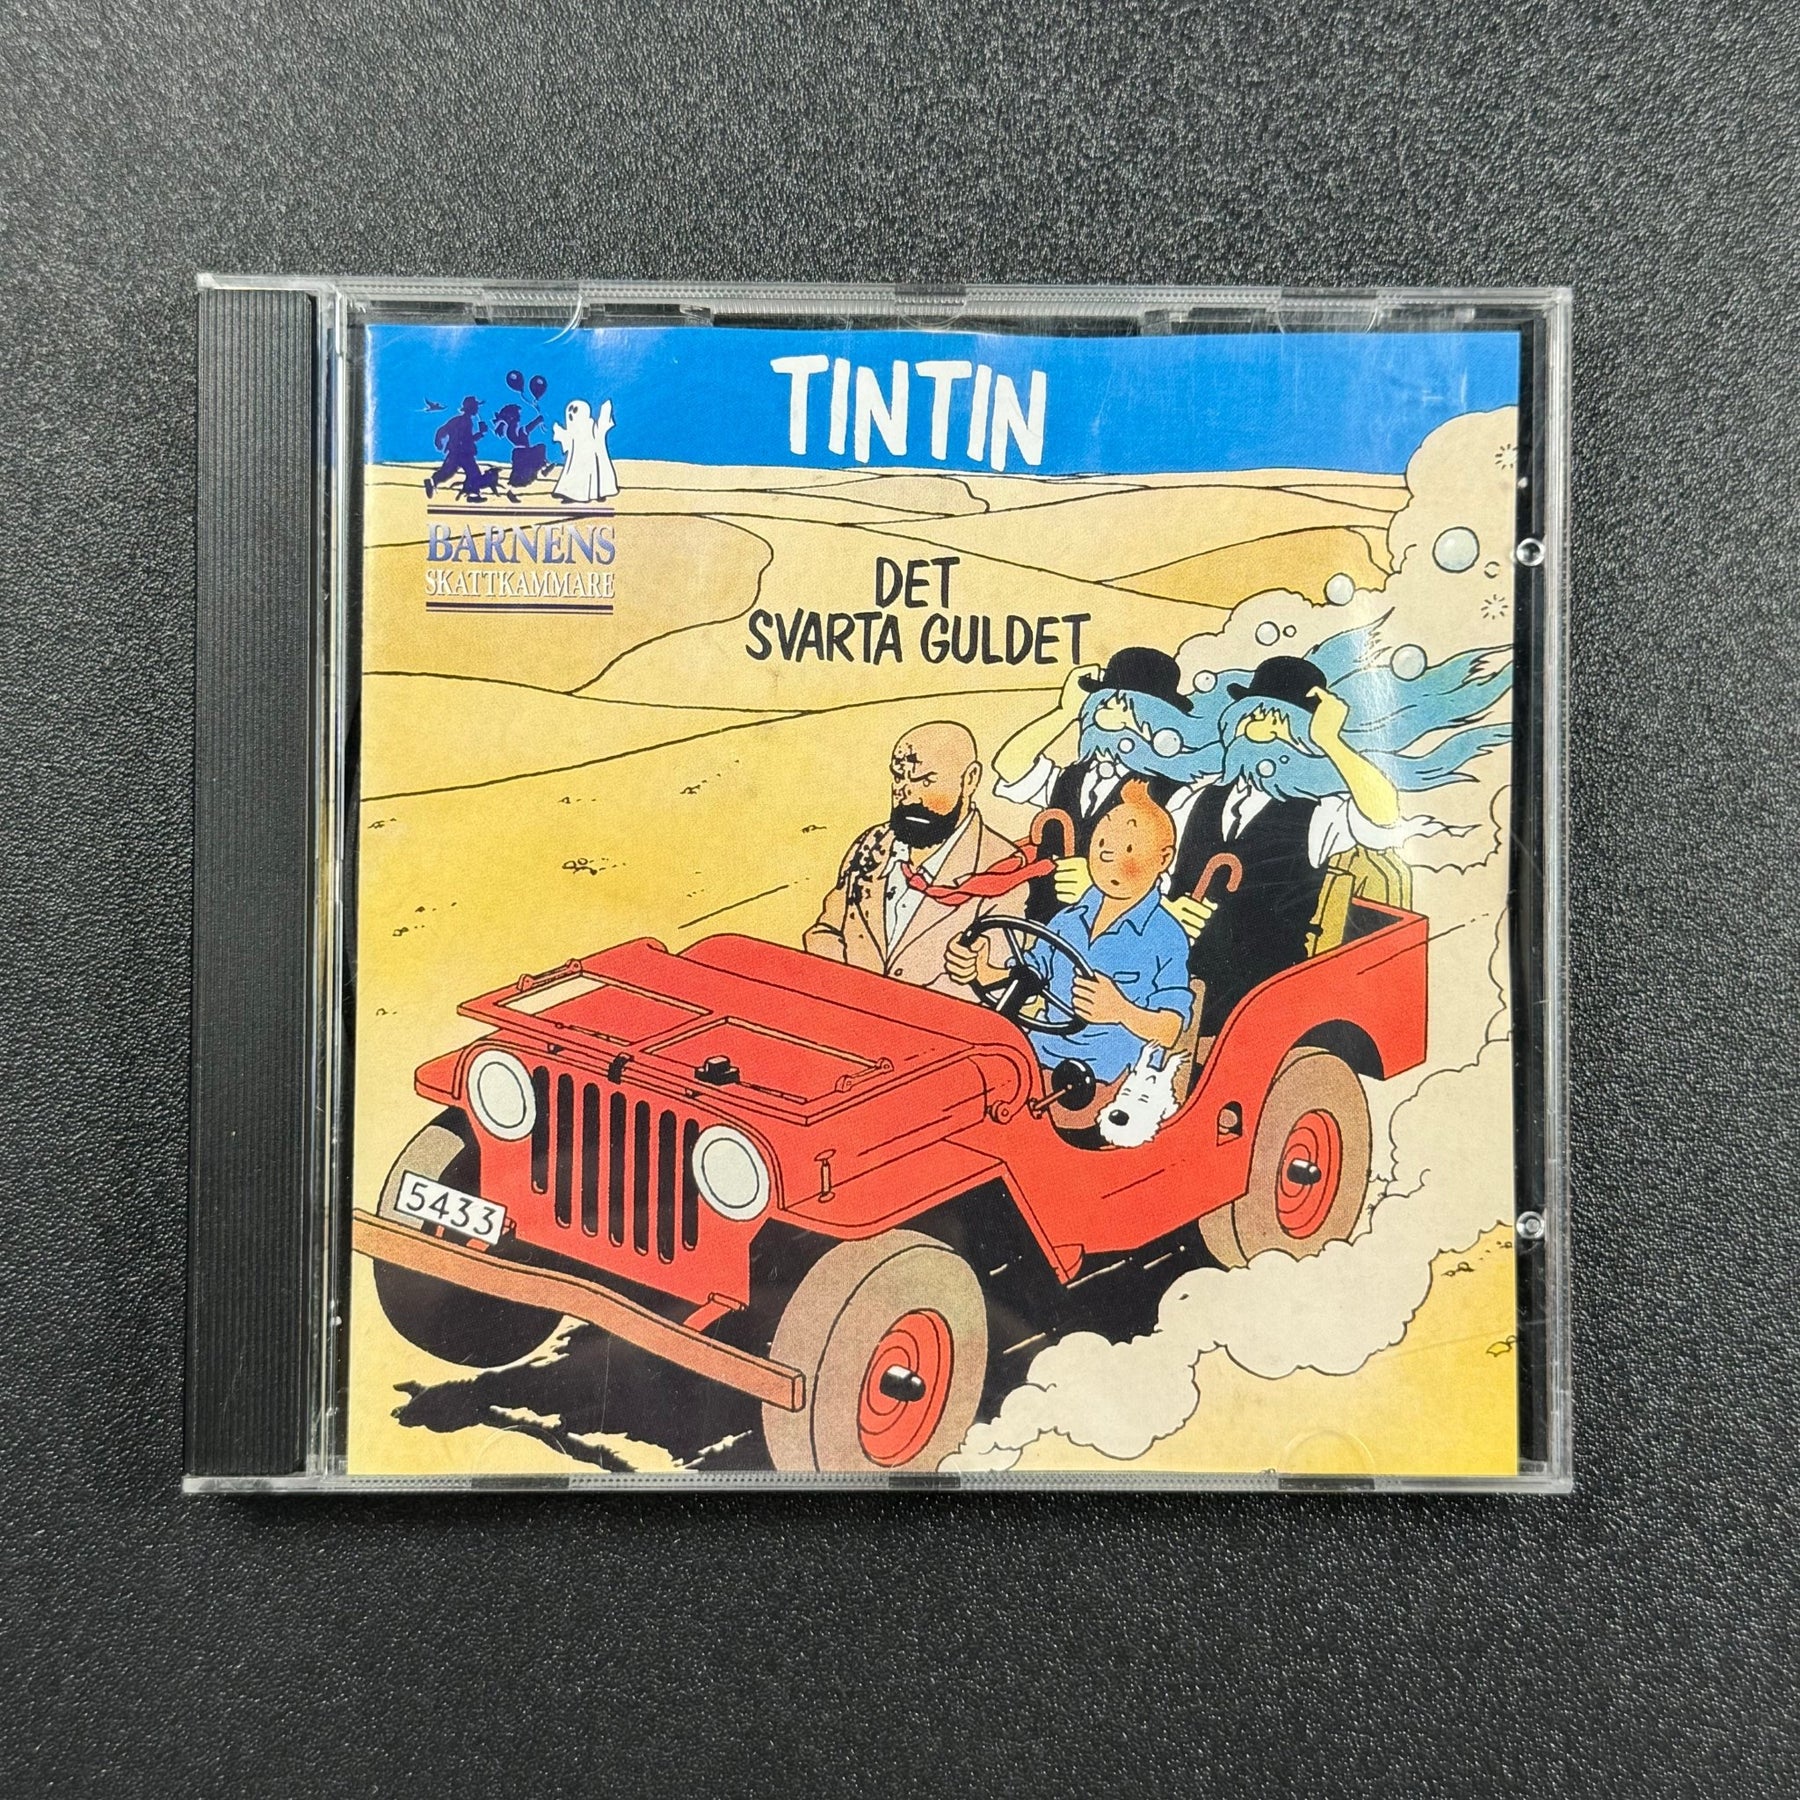 TINTIN
BARNENS
SKATTKAMMARE
DET
SVARTA GULDET
5433